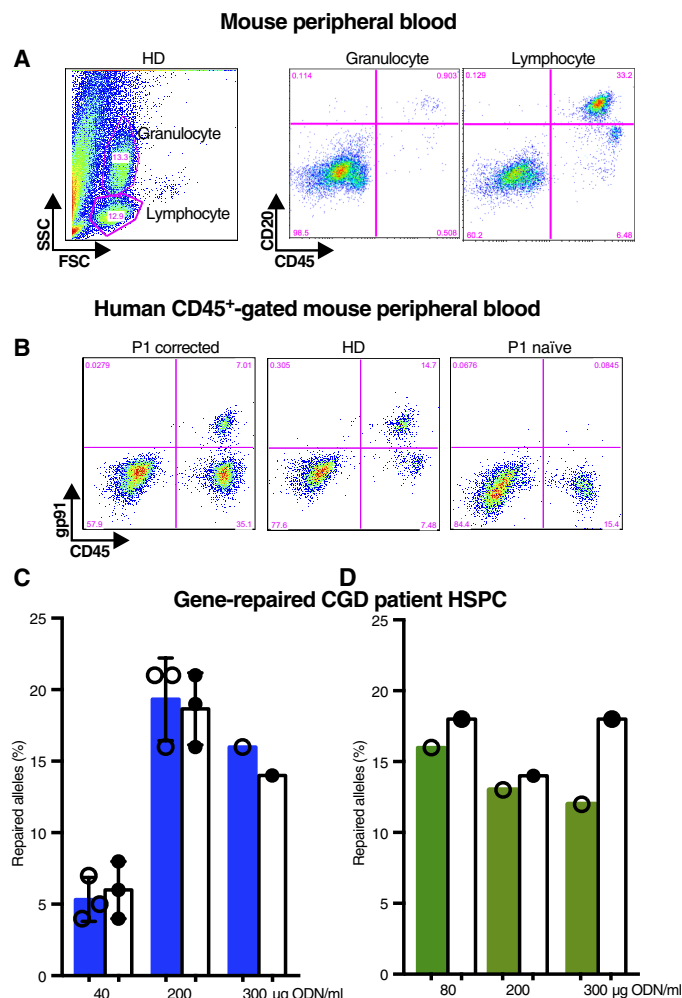 Mouse peripheral blood
A
HD
Granulocyte
Lymphocyte
Granulocyte
13.3
Lymphocyte
12.9
SSC
FSC
0.114
0.903
98.5
0.508
0.129
33.2
60.2
6.48
CD20
CD45
Human CD45+-gated mouse peripheral blood
B
P1 corrected
HD
P1 naïve
0.0279
7.01
57.9
35.1
0.305
14.7
77.6
7.48
0.0676
0.0845
84.4
15.4
gp91
CD45
C
D
Gene-repaired CGD patient HSPC
Repaired alleles (%)
25
20
15
10
5
0
40
200
300 µg ODN/ml
Repaired alleles (%)
25
20
15
10
5
0
80
200
300 µg ODN/ml